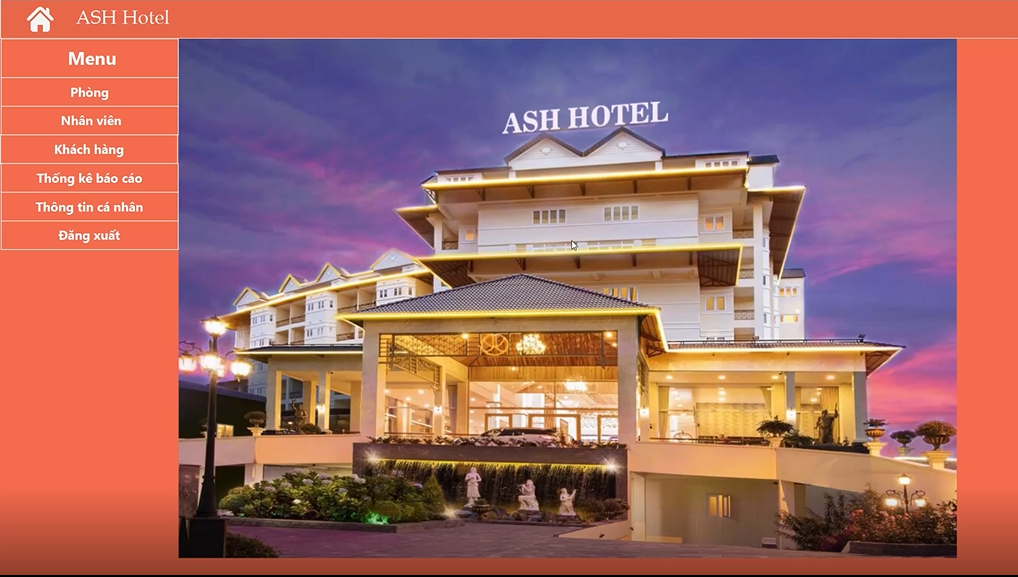 ASH Hotel
Menu
Phòng
Nhân viên
Khách hàng
Thống kê báo cáo
Thông tin cá nhân
Đăng xuất
ASH HOTEL